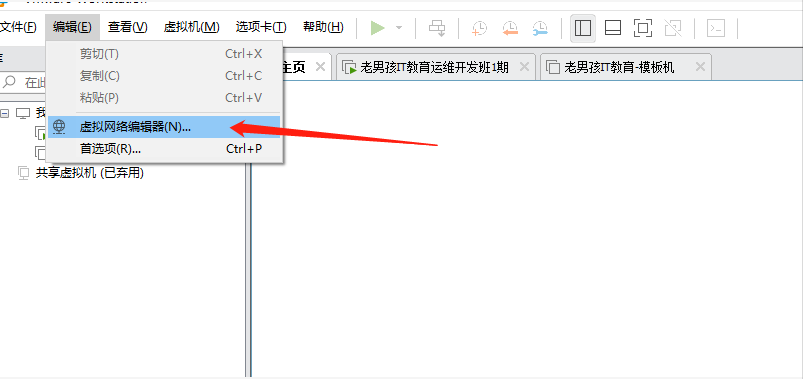 文件(F) 编辑(E) 查看(V) 虚拟机(M) 选项卡(T) 帮助(H)
剪切(T) Ctrl+X
主页 老男孩IT教育运维开发班1期 老男孩IT教育-模板机
复制(C) Ctrl+C
在此
粘贴(P) Ctrl+V
我
虚拟网络编辑器(N)...
首选项(R)... Ctrl+P
共享虚拟机 (已弃用)